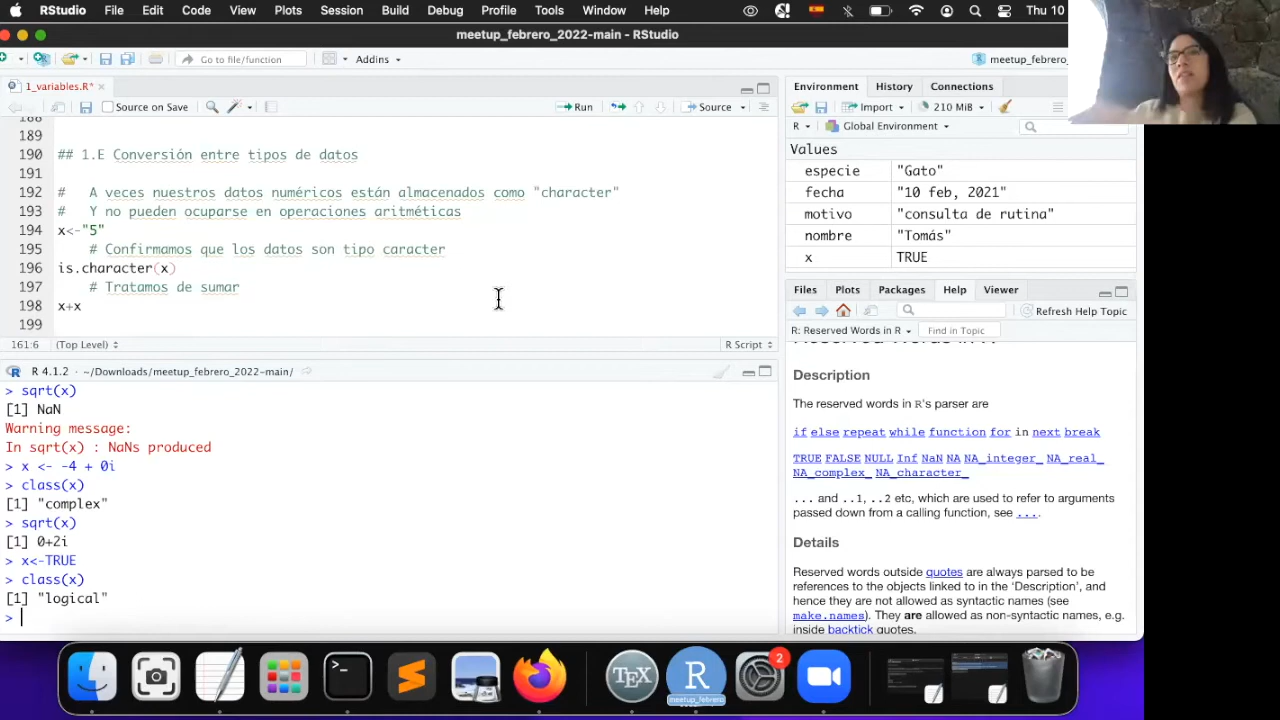 RStudio File Edit Code View Plots Session Build Debug Profile Tools Window Help Thu 10
meetup_febrero_2022-main - RStudio
Go to file/function Addins meetup_febrero_
1_variables.R* Environment History Connections
Source on Save Run Source Import 210 MiB
R Global Environment
188
189
190 ## 1.E Conversión entre tipos de datos
191
192 # A veces nuestros datos numéricos están almacenados como "character"
193 # Y no pueden ocuparse en operaciones aritméticas
194 x<-"5"
195 # Confirmamos que los datos son tipo caracter
196 is.character(x)
197 # Tratamos de sumar
198 x+x
199
161:6 (Top Level) R Script
Values
especie "Gato"
fecha "10 feb, 2021"
motivo "consulta de rutina"
nombre "Tomás"
x TRUE
Files Plots Packages Help Viewer
Refresh Help Topic
R: Reserved Words in R Find in Topic
R 4.1.2 · ~/Downloads/meetup_febrero_2022-main/
> sqrt(x)
[1] NaN
Warning message:
In sqrt(x) : NaNs produced
> x <- -4 + 0i
> class(x)
[1] "complex"
> sqrt(x)
[1] 0+2i
> x<-TRUE
> class(x)
[1] "logical"
>
Description
The reserved words in R's parser are
if else repeat while function for in next break
TRUE FALSE NULL Inf NaN NA NA_integer_ NA_real_
NA_complex_ NA_character_
... and ..1, ..2 etc, which are used to refer to arguments
passed down from a calling function, see ....
Details
Reserved words outside quotes are always parsed to be
references to the objects linked to in the 'Description', and
hence they are not allowed as syntactic names (see
make.names). They are allowed as non-syntactic names, e.g.
inside backtick quotes.
TEX R 2
meetup_febrero